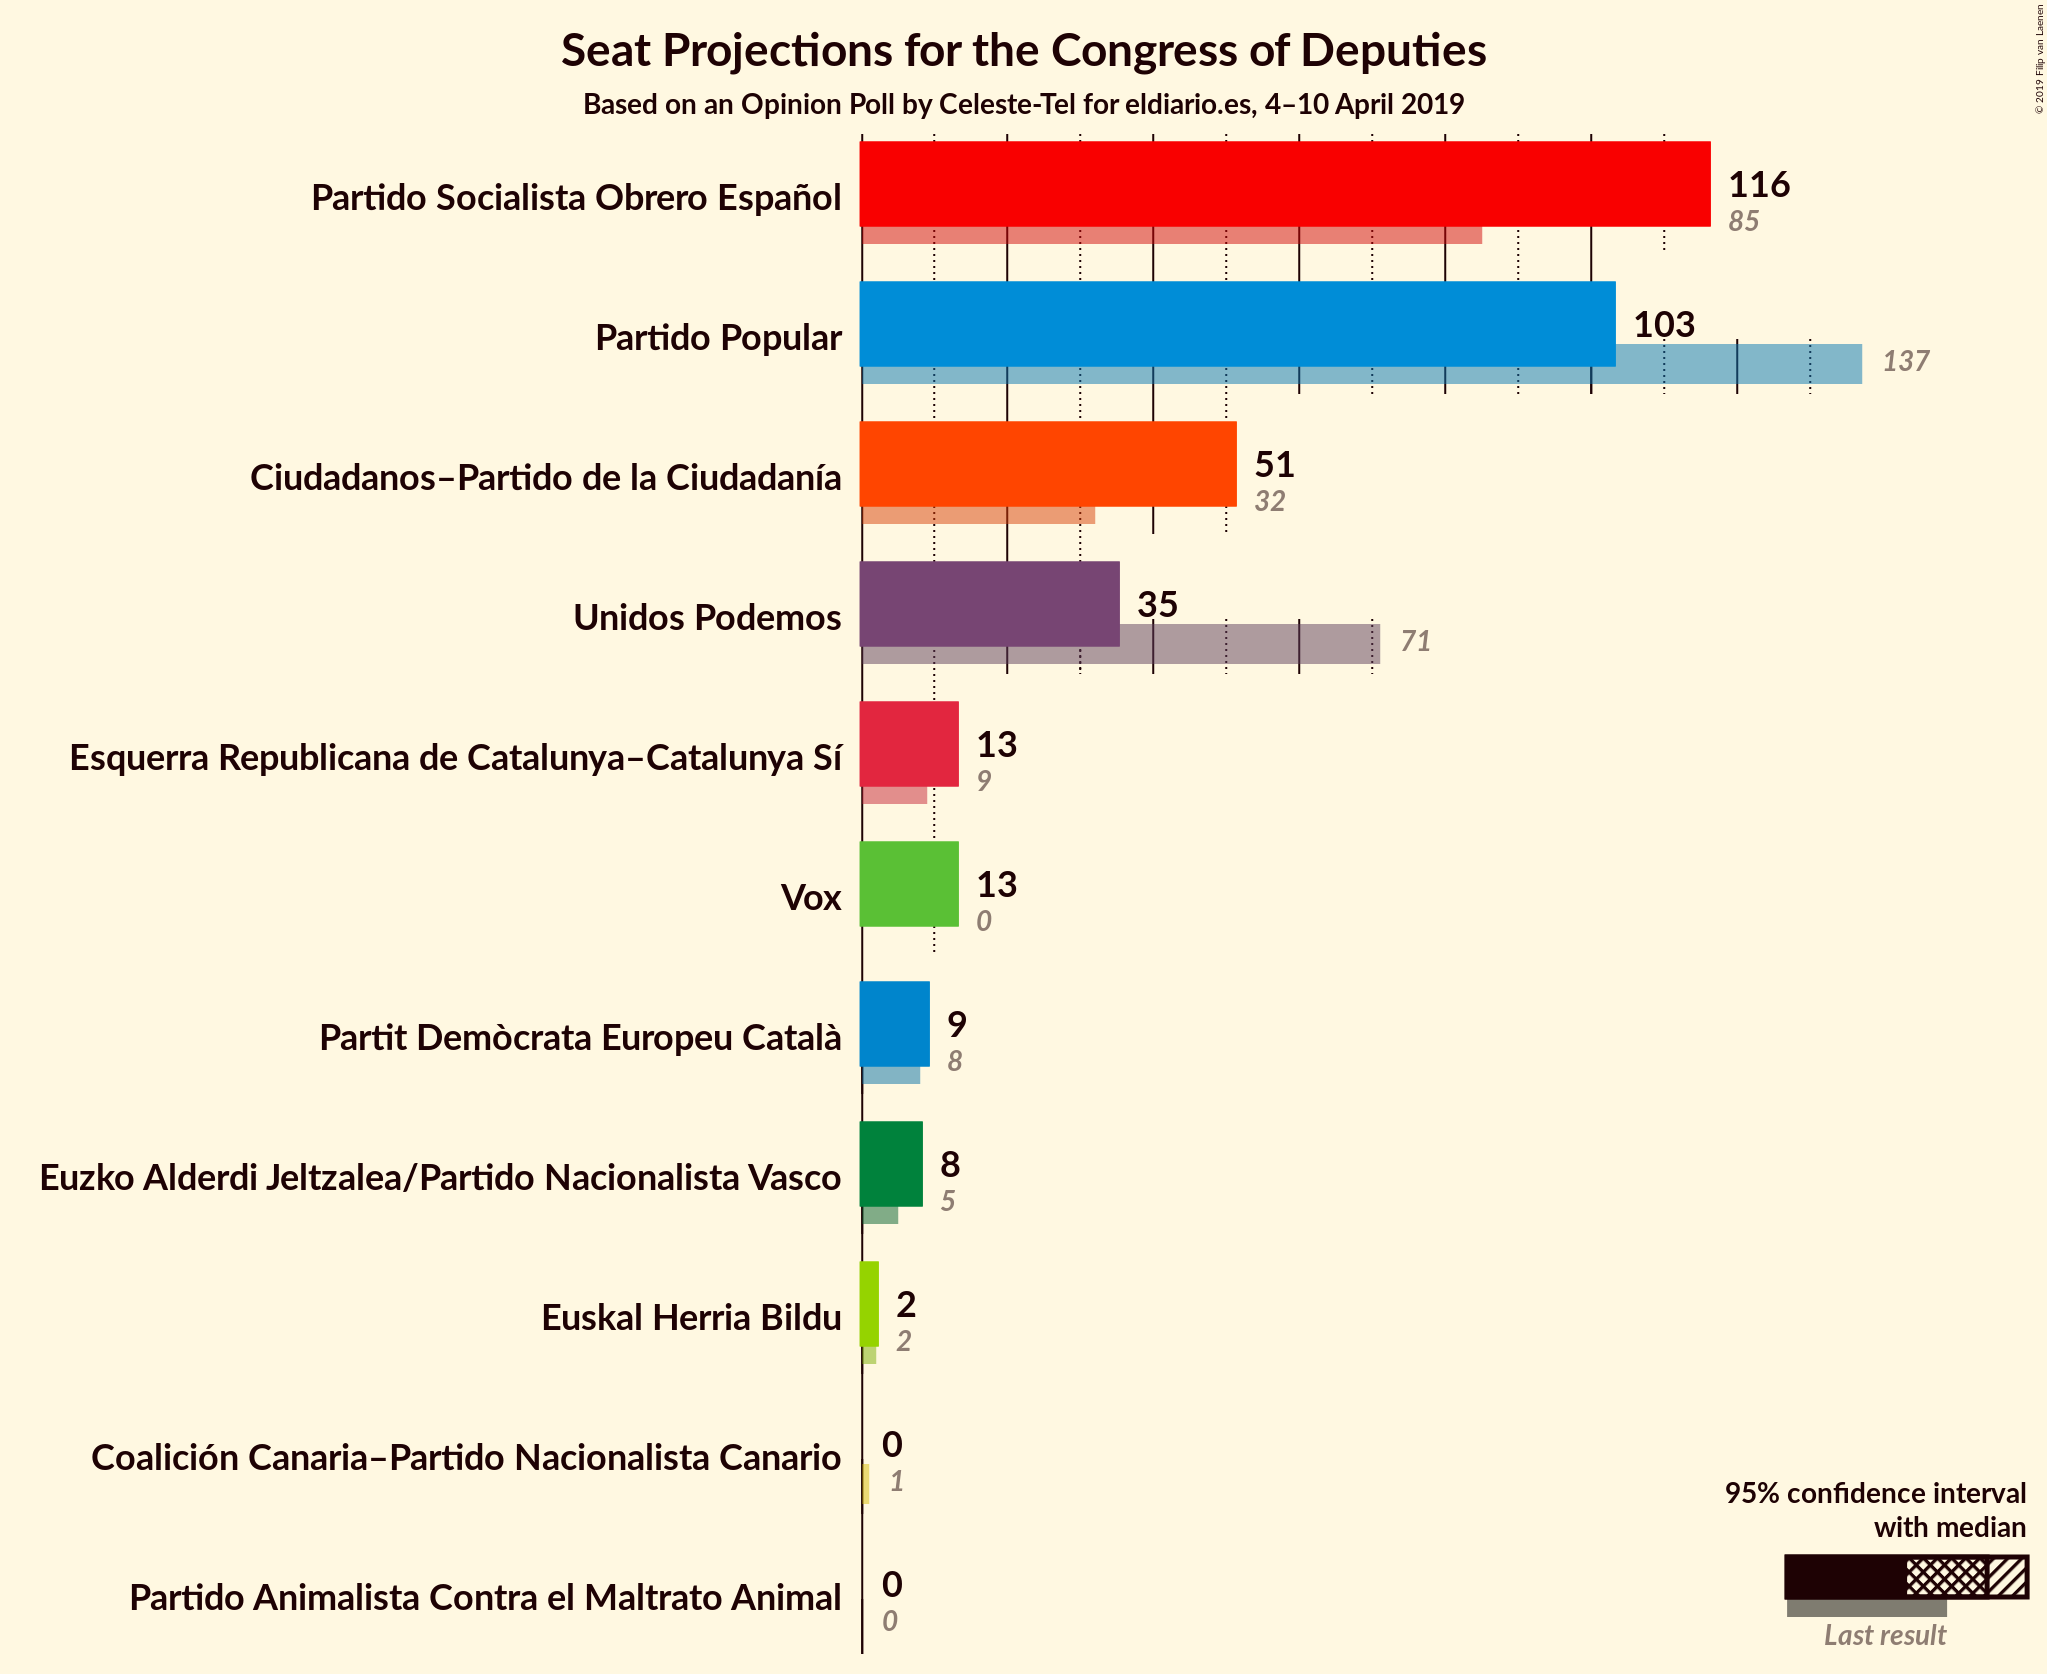 Seat Projections for the Congress of Deputies
Based on an Opinion Poll by Celeste-Tel for eldiario.es, 4–10 April 2019
© 2019 Filip van Laenen
Partido Socialista Obrero Español
116
85
Partido Popular
103
137
Ciudadanos–Partido de la Ciudadanía
51
32
Unidos Podemos
35
71
Esquerra Republicana de Catalunya–Catalunya Sí
13
9
Vox
13
0
Partit Demòcrata Europeu Català
9
8
Euzko Alderdi Jeltzalea/Partido Nacionalista Vasco
8
5
Euskal Herria Bildu
2
2
Coalición Canaria–Partido Nacionalista Canario
0
1
Partido Animalista Contra el Maltrato Animal
0
0
95% confidence interval
with median
Last result